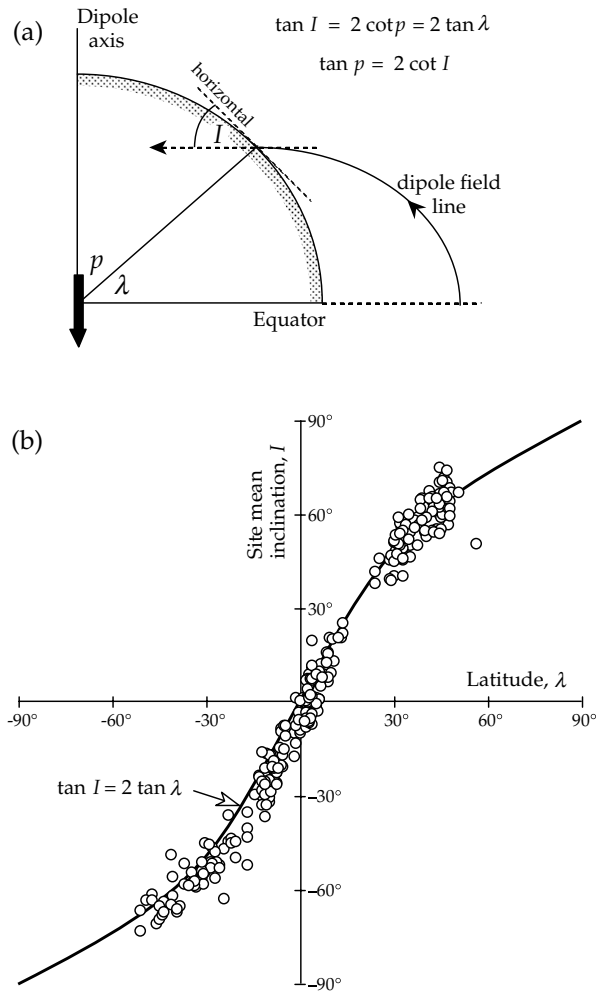 (a)
Dipole
axis
tan I = 2 cot p = 2 tan λ
tan p = 2 cot I
horizontal
I
dipole field
line
p
λ
Equator
(b)
90°
Site mean
inclination, I
60°
30°
Latitude, λ
-90°
-60°
-30°
30°
60°
90°
tan I = 2 tan λ
–30°
–60°
–90°